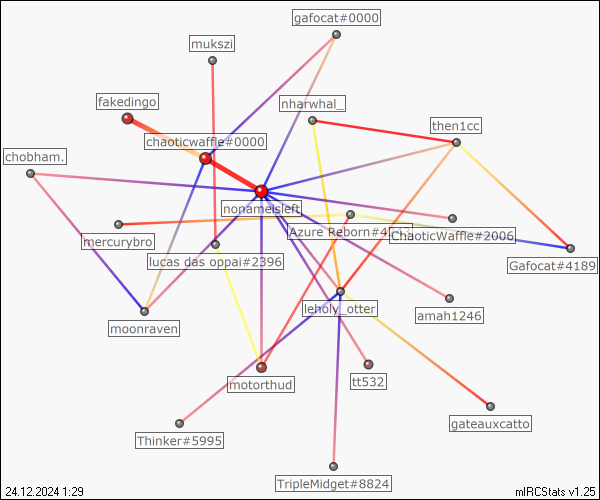 gafocat#0000
mukszi
fakedingo
nharwhal_
then1cc
chaoticwaffle#0000
chobham.
nonameisleft
Azure Reborn#4
ChaoticWaffle#2006
mercurybro
lucas das oppai#2396
Gafocat#4189
leholy_otter
amah1246
moonraven
motorthud
tt532
gateauxcatto
Thinker#5995
TripleMidget#8824
24.12.2024 1:29
mIRCStats v1.25